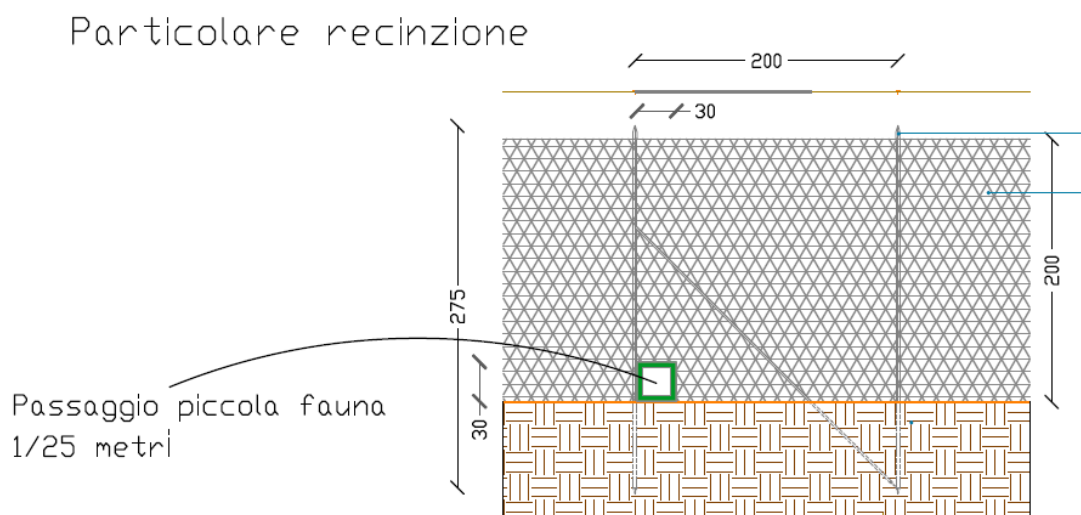 Particolare recinzione
200
30
275
200
30
Passaggio piccola fauna
1/25 metri